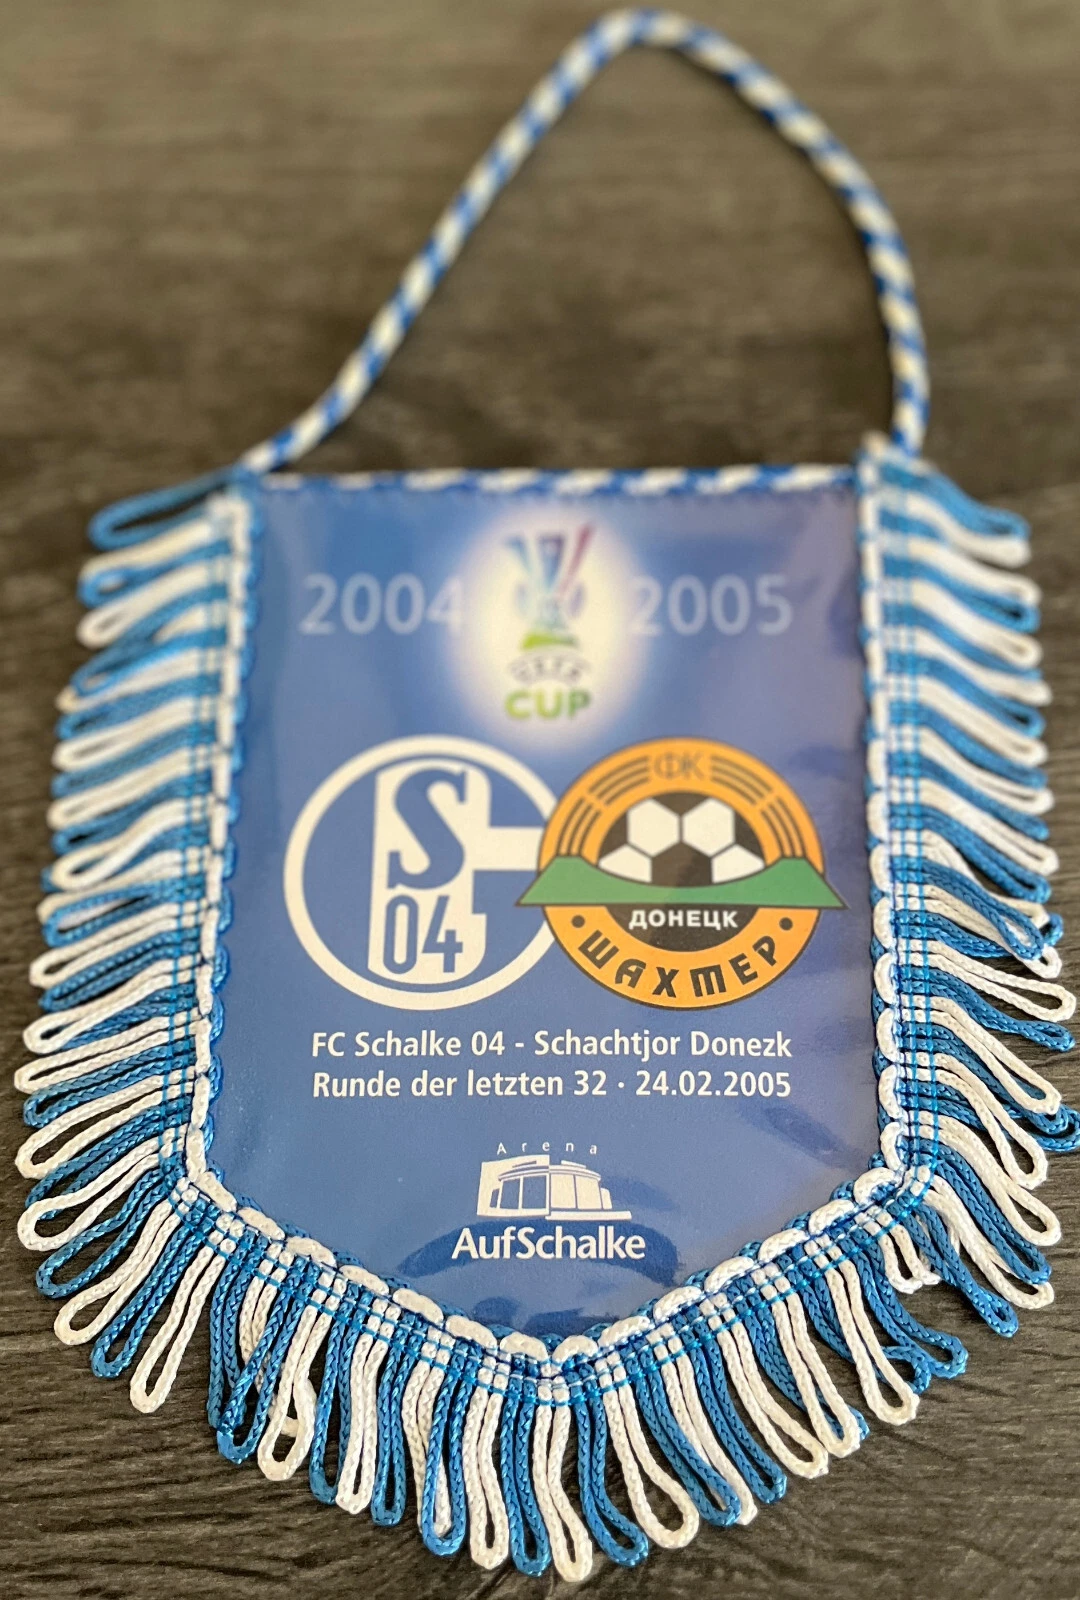 2004 2005
UEFA
CUP
S
04
ФК
ДОНЕЦК
ШАХТЕР
FC Schalke 04 - Schachtjor Donezk
Runde der letzten 32 · 24.02.2005
Arena
AufSchalke